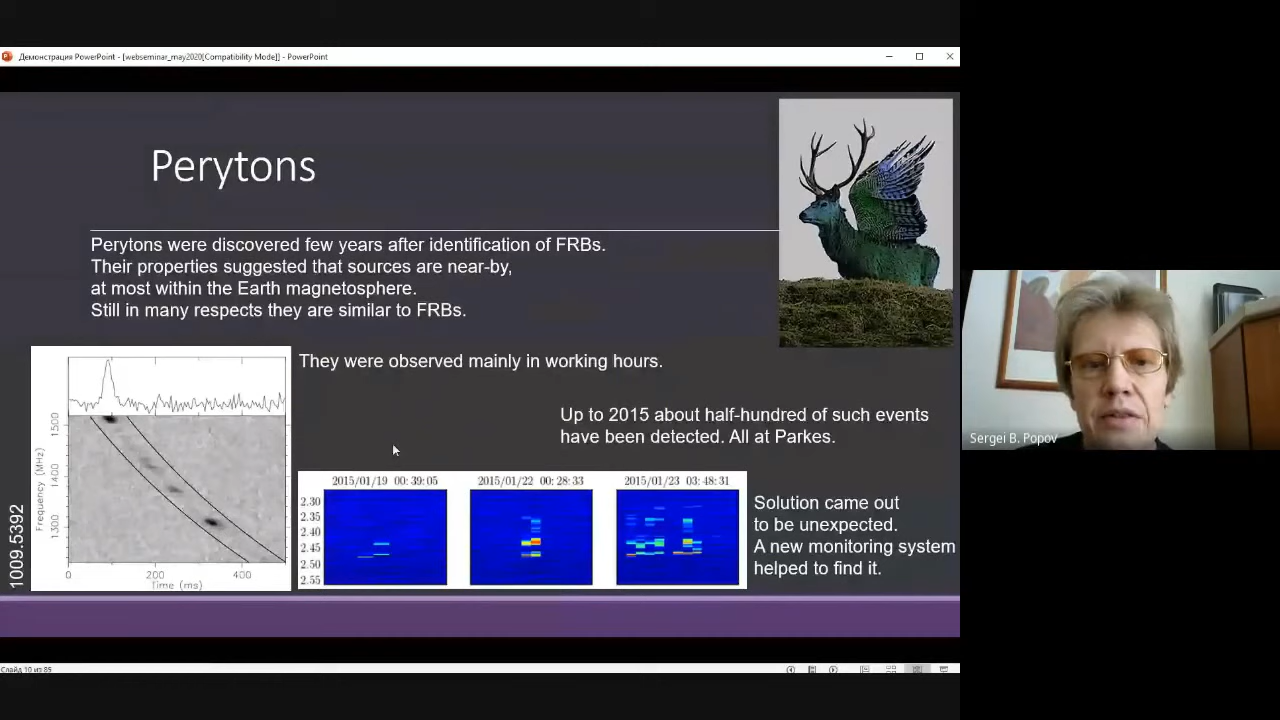 Демонстрация PowerPoint - [webseminar_may2020[Compatibility Mode]] - PowerPoint
Perytons
Perytons were discovered few years after identification of FRBs.
Their properties suggested that sources are near-by,
at most within the Earth magnetosphere.
Still in many respects they are similar to FRBs.
They were observed mainly in working hours.
Up to 2015 about half-hundred of such events
have been detected. All at Parkes.
1009.5392
Frequency (MHz)
1500
1400
1300
0
200
400
Time (ms)
2015/01/19 00:39:05
2015/01/22 00:28:33
2015/01/23 03:48:31
2.30
2.35
2.40
2.45
2.50
2.55
Solution came out
to be unexpected.
A new monitoring system
helped to find it.
Sergei B. Popov
Слайд 10 из 85